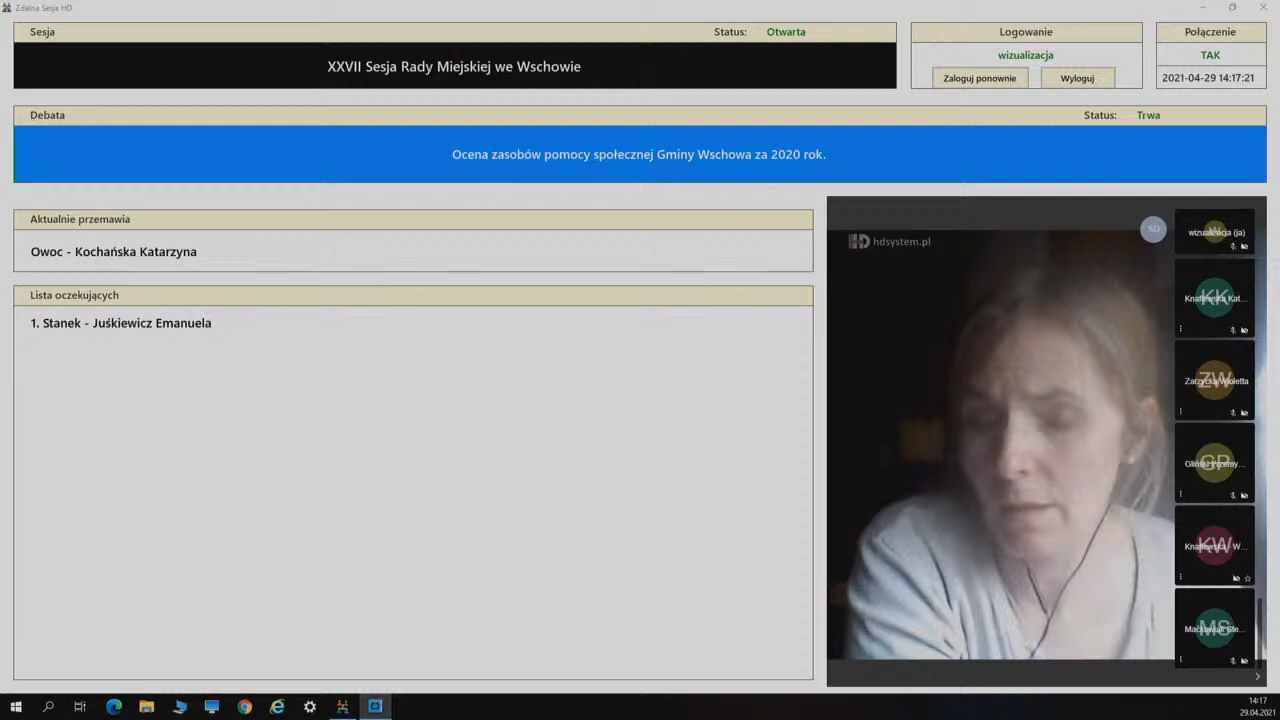 Zdalna Sesja HD
Sesja
Status: Otwarta
XXVII Sesja Rady Miejskiej we Wschowie
Logowanie
wizualizacja
Zaloguj ponownie
Wyloguj
Połączenie
TAK
2021-04-29 14:17:21
Debata
Status: Trwa
Ocena zasobów pomocy społecznej Gminy Wschowa za 2020 rok.
Aktualnie przemawia
Owoc - Kochańska Katarzyna
Lista oczekujących
1. Stanek - Juśkiewicz Emanuela
HD hdsystem.pl
SD
W
wizualizacja (ja)
KK
ZW
Zarzycka Wioletta
GP
KW
MS
14:17
29.04.2021